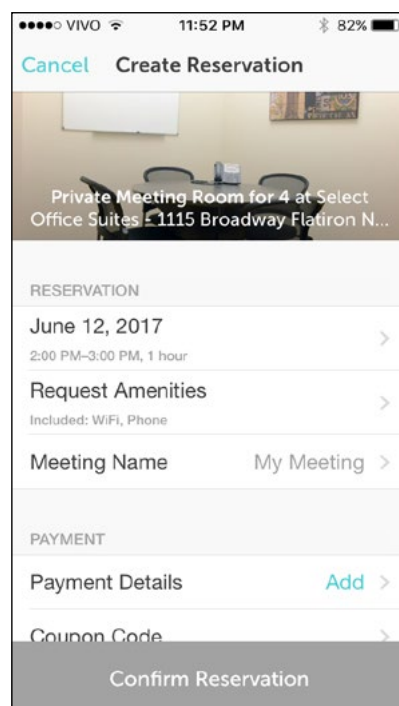 VIVO 11:52 PM 82%
Cancel Create Reservation
Private Meeting Room for 4 at Select
Office Suites - 1115 Broadway Flatiron N...
RESERVATION
June 12, 2017
2:00 PM–3:00 PM, 1 hour
Request Amenities
Included: WiFi, Phone
Meeting Name My Meeting
PAYMENT
Payment Details Add
Coupon Code
Confirm Reservation